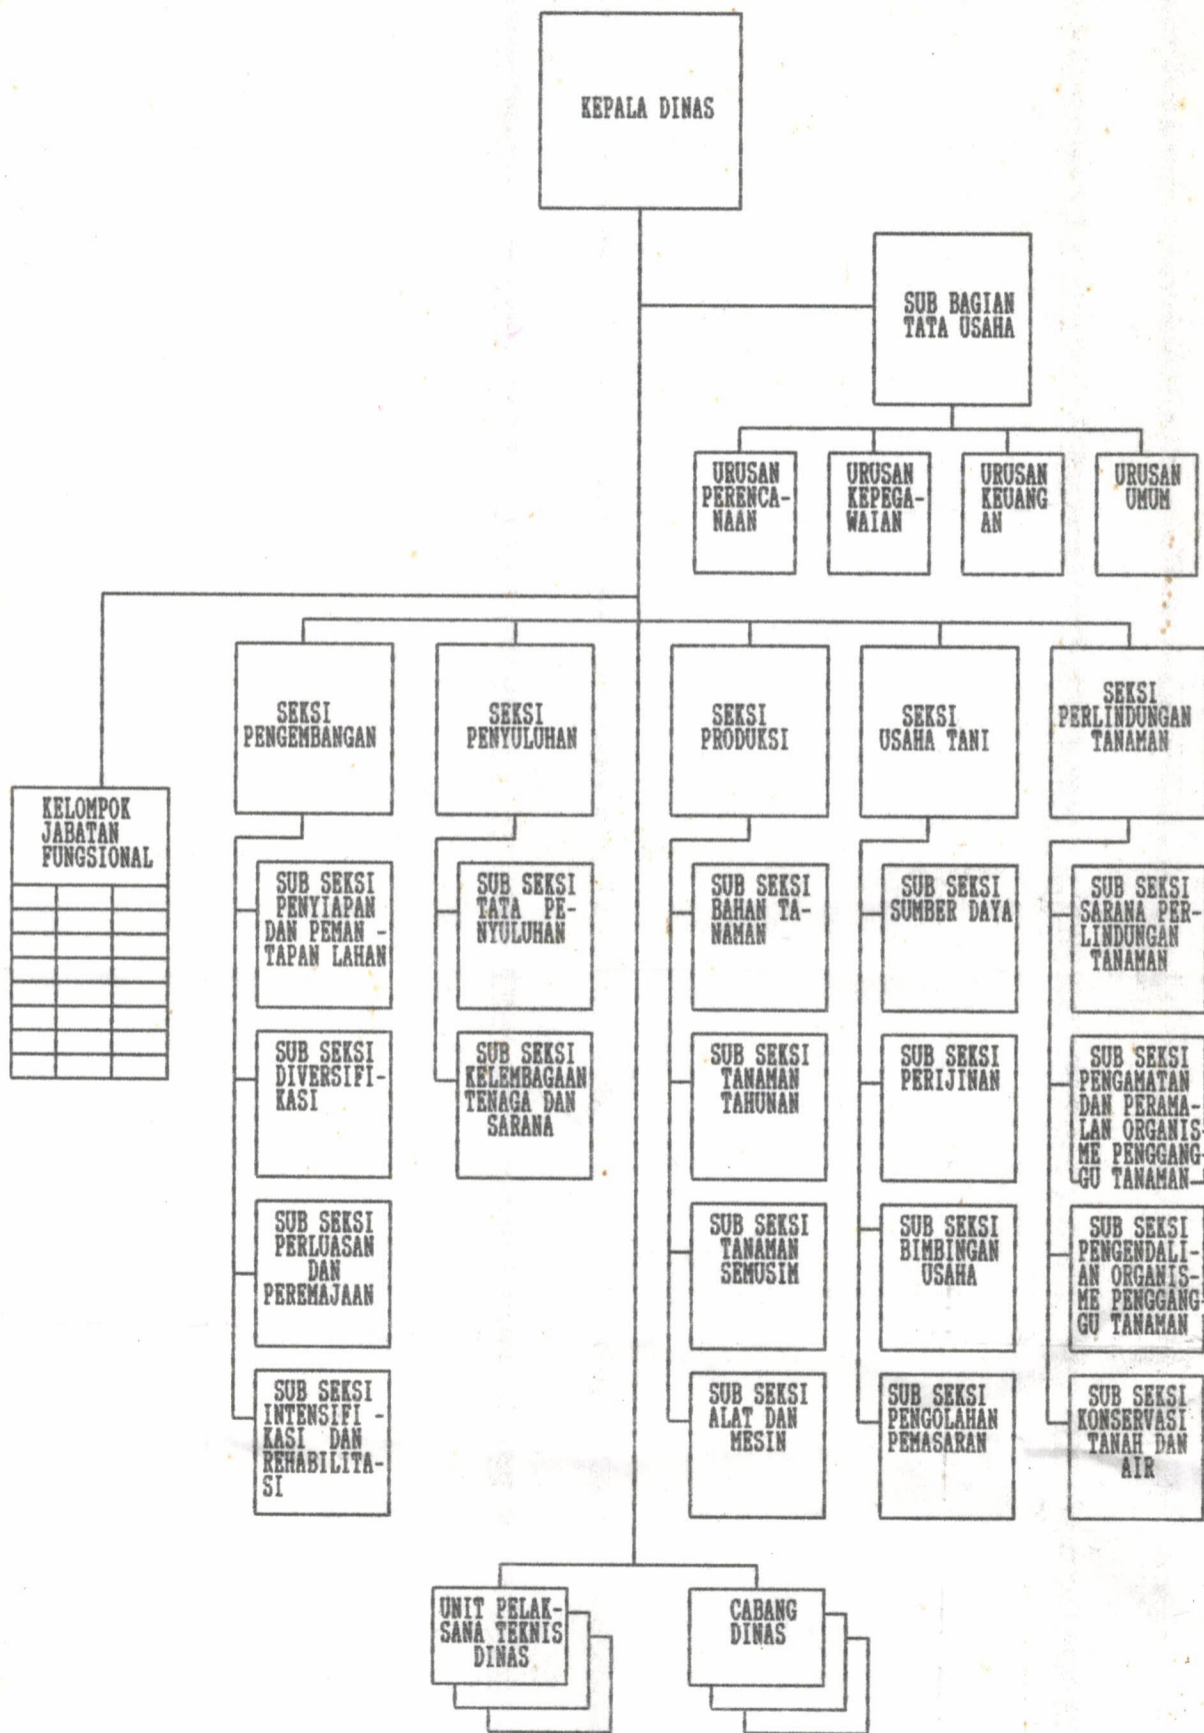 KEPALA DINAS
SUB BAGIAN
TATA USAHA
URUSAN
PERENCA-
NAAN
URUSAN
KEPEGA-
WAIAN
URUSAN
KEUANG
AN
URUSAN
UMUM
KELOMPOK
JABATAN
FUNGSIONAL
SEKSI
PENGEMBANGAN
SUB SEKSI
PENYIAPAN
DAN PEMAN -
TAPAN LAHAN
SUB SEKSI
DIVERSIFI-
KASI
SUB SEKSI
PERLUASAN
DAN
PEREMAJAAN
SUB SEKSI
INTENSIFI -
KASI DAN
REHABILITA-
SI
SEKSI
PENYULUHAN
SUB SEKSI
TATA PE-
NYULUHAN
SUB SEKSI
KELEMBAGAAN
TENAGA DAN
SARANA
SEKSI
PRODUKSI
SUB SEKSI
BAHAN TA-
NAMAN
SUB SEKSI
TANAMAN
TAHUNAN
SUB SEKSI
TANAMAN
SEMUSIM
SUB SEKSI
ALAT DAN
MESIN
SEKSI
USAHA TANI
SUB SEKSI
SUMBER DAYA
SUB SEKSI
PERIJINAN
SUB SEKSI
BIMBINGAN
USAHA
SUB SEKSI
PENGOLAHAN
PEMASARAN
SEKSI
PERLINDUNGAN
TANAMAN
SUB SEKSI
SARANA PER-
LINDUNGAN
TANAMAN
SUB SEKSI
PENGAMATAN
DAN PERAMA-
LAN ORGANIS-
ME PENGGANG-
GU TANAMAN
SUB SEKSI
PENGENDALI-
AN ORGANIS-
ME PENGGANG-
GU TANAMAN
SUB SEKSI
KONSERVASI
TANAH DAN
AIR
UNIT PELAK-
SANA TEKNIS
DINAS
CABANG
DINAS